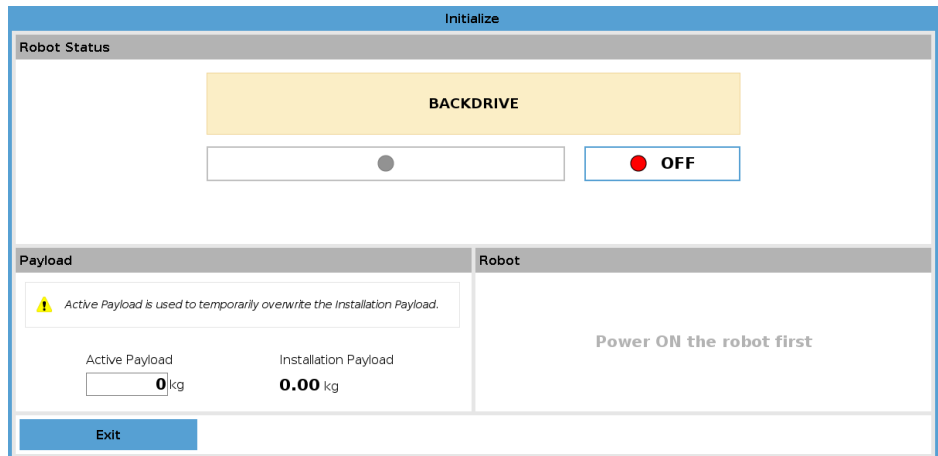 Initialize
Robot Status
BACKDRIVE
OFF
Payload
Active Payload is used to temporarily overwrite the Installation Payload.
Active Payload
Installation Payload
0 kg
0.00 kg
Robot
Power ON the robot first
Exit